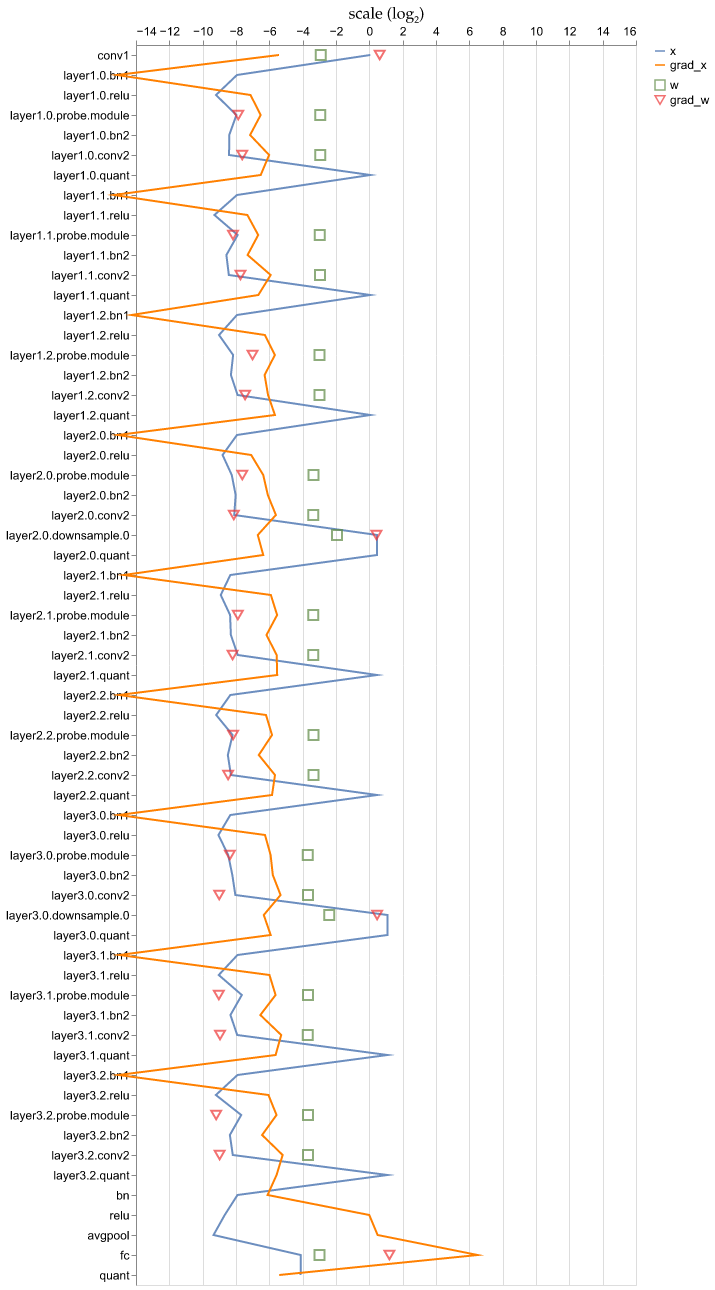 scale (log₂)
−14 −12 −10 −8 −6 −4 −2 0 2 4 6 8 10 12 14 16
x
grad_x
w
grad_w
conv1
layer1.0.bn1
layer1.0.relu
layer1.0.probe.module
layer1.0.bn2
layer1.0.conv2
layer1.0.quant
layer1.1.bn1
layer1.1.relu
layer1.1.probe.module
layer1.1.bn2
layer1.1.conv2
layer1.1.quant
layer1.2.bn1
layer1.2.relu
layer1.2.probe.module
layer1.2.bn2
layer1.2.conv2
layer1.2.quant
layer2.0.bn1
layer2.0.relu
layer2.0.probe.module
layer2.0.bn2
layer2.0.conv2
layer2.0.downsample.0
layer2.0.quant
layer2.1.bn1
layer2.1.relu
layer2.1.probe.module
layer2.1.bn2
layer2.1.conv2
layer2.1.quant
layer2.2.bn1
layer2.2.relu
layer2.2.probe.module
layer2.2.bn2
layer2.2.conv2
layer2.2.quant
layer3.0.bn1
layer3.0.relu
layer3.0.probe.module
layer3.0.bn2
layer3.0.conv2
layer3.0.downsample.0
layer3.0.quant
layer3.1.bn1
layer3.1.relu
layer3.1.probe.module
layer3.1.bn2
layer3.1.conv2
layer3.1.quant
layer3.2.bn1
layer3.2.relu
layer3.2.probe.module
layer3.2.bn2
layer3.2.conv2
layer3.2.quant
bn
relu
avgpool
fc
quant